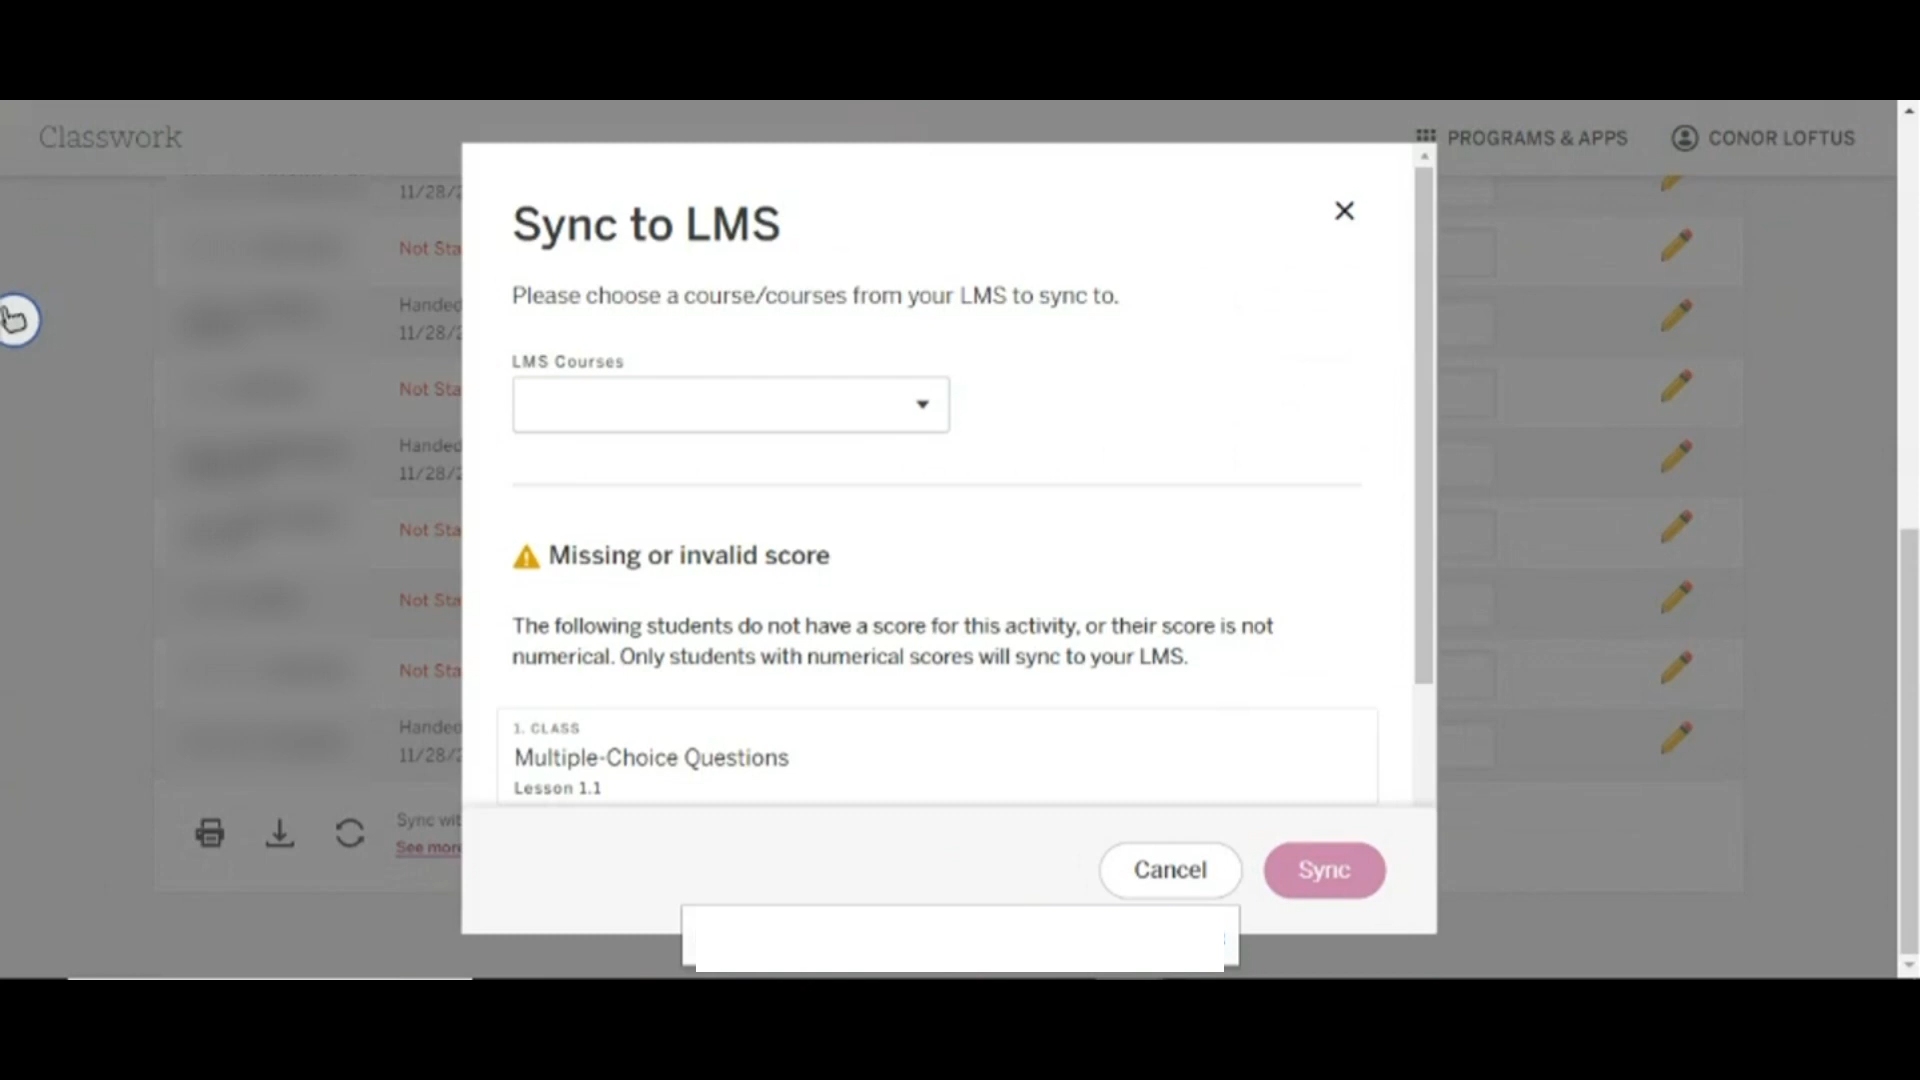 Classwork
PROGRAMS & APPS
CONOR LOFTUS
11/28/2
Not Sta
Handed
11/28/2
Not Sta
Handed
11/28/2
Not Sta
Not Sta
Not Sta
Handed
11/28/2
Sync wit
See more
Sync to LMS
Please choose a course/courses from your LMS to sync to.
LMS Courses
Missing or invalid score
The following students do not have a score for this activity, or their score is not
numerical. Only students with numerical scores will sync to your LMS.
1. CLASS
Multiple-Choice Questions
Lesson 1.1
Cancel
Sync